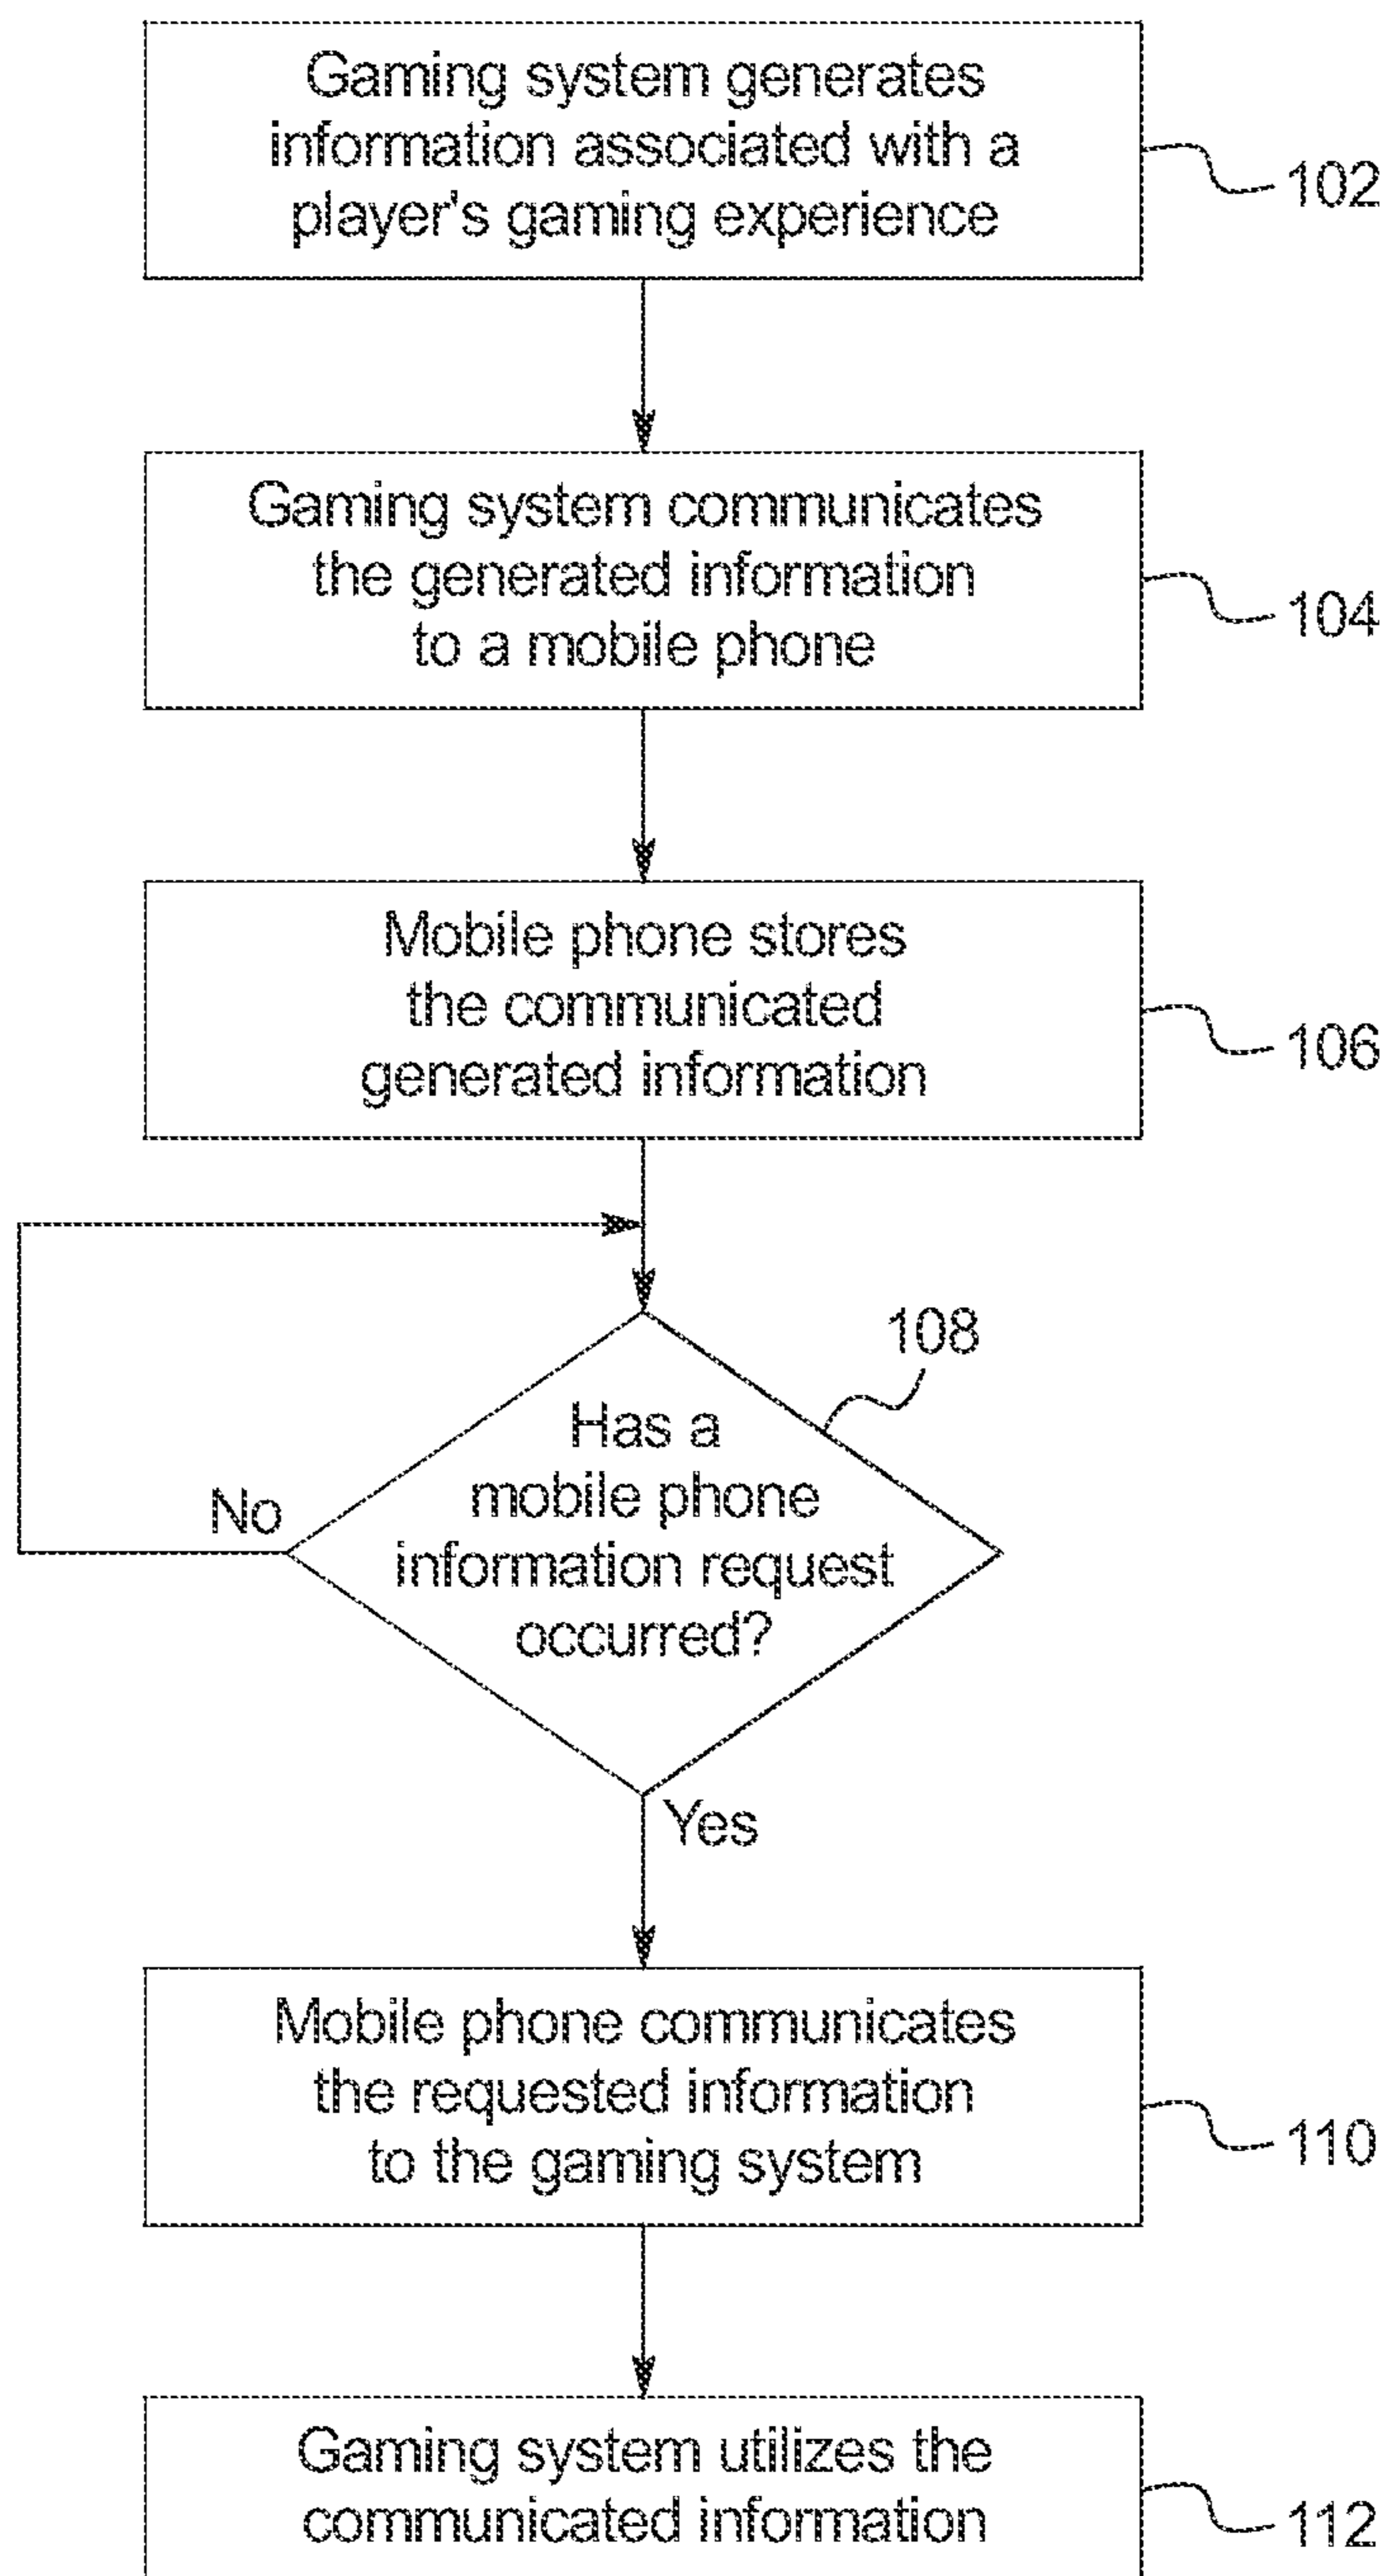 Gaming system generates
information associated with a
player's gaming experience
102
Gaming system communicates
the generated information
to a mobile phone
104
Mobile phone stores
the communicated
generated information
106
108
Has a
mobile phone
information request
occurred?
No
Yes
Mobile phone communicates
the requested information
to the gaming system
110
Gaming system utilizes the
communicated information
112